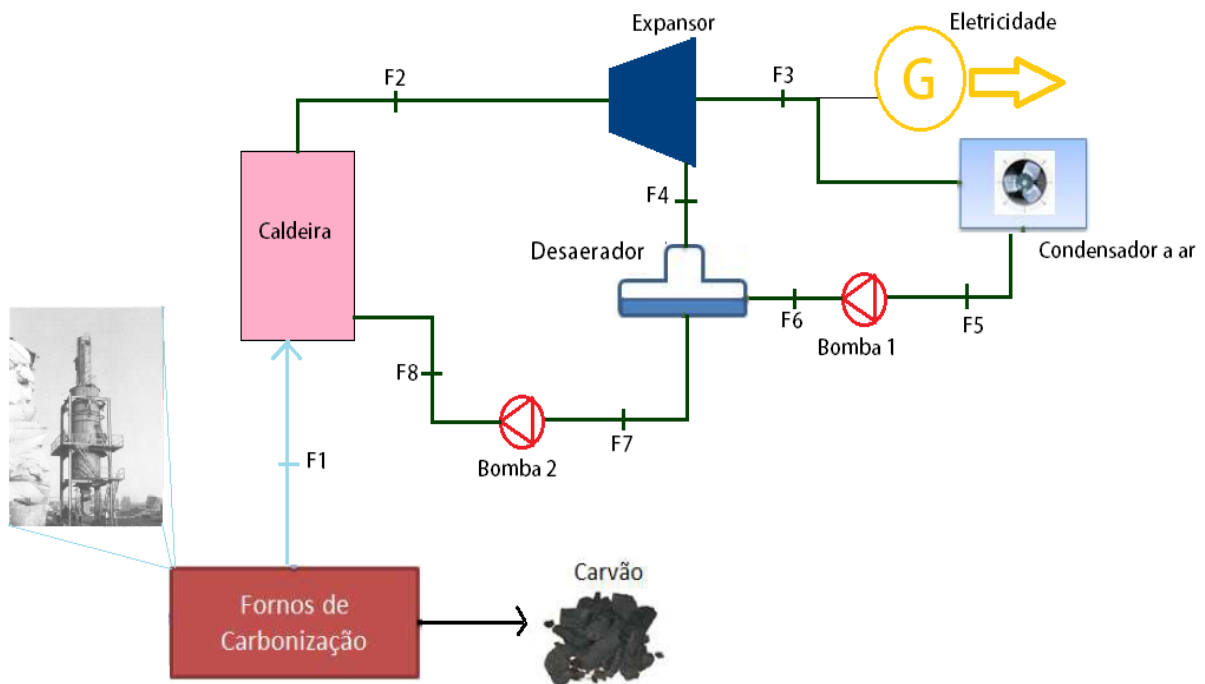 Expansor
Eletricidade
F2
F3
G
Caldeira
F4
Desaerador
Condensador a ar
F6
F5
Bomba 1
F8
F7
Bomba 2
F1
Fornos de
Carbonização
Carvão